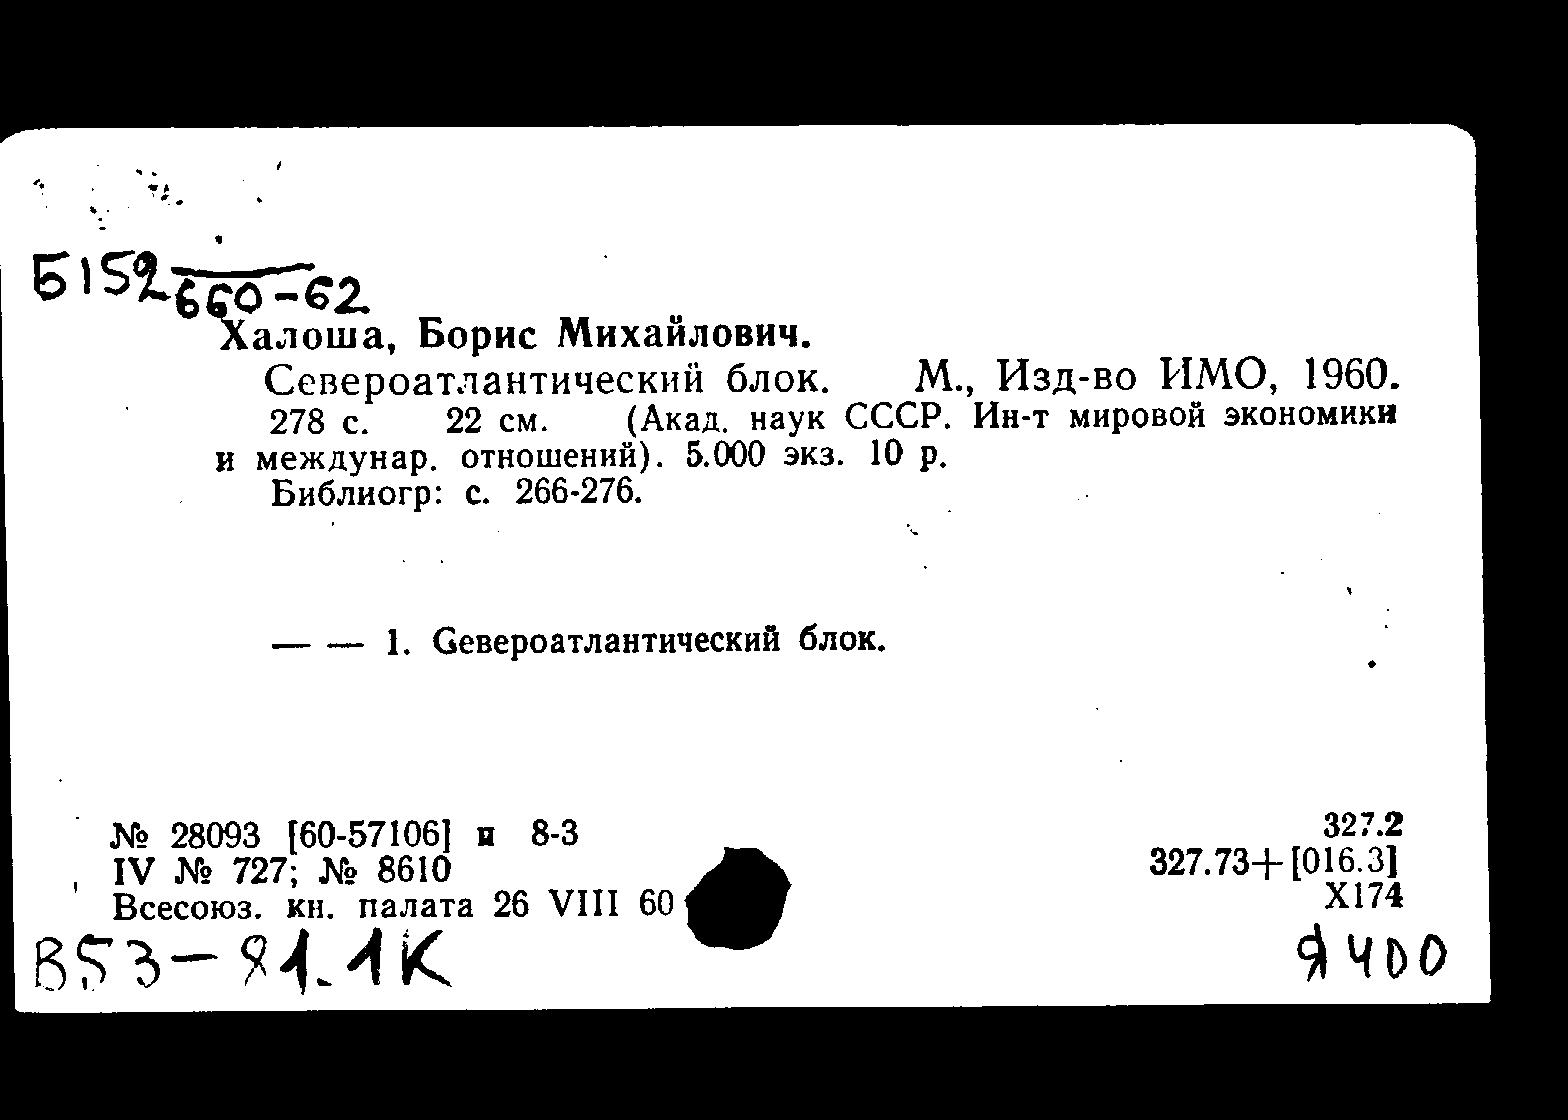 Б152
660-62
Халоша, Борис Михайлович.
Североатлантический блок. М., Изд-во ИМО, 1960.
278 с. 22 см. (Акад. наук СССР. Ин-т мировой экономики
и междунар. отношений). 5.000 экз. 10 р.
Библиогр: с. 266-276.
— — 1. Североатлантический блок.
№ 28093 [60-57106] п 8-3
327.2
IV № 727; № 8610
327.73+[016.3]
Всесоюз. кн. палата 26 VIII 60
Х174
В53-91.1К
Я400